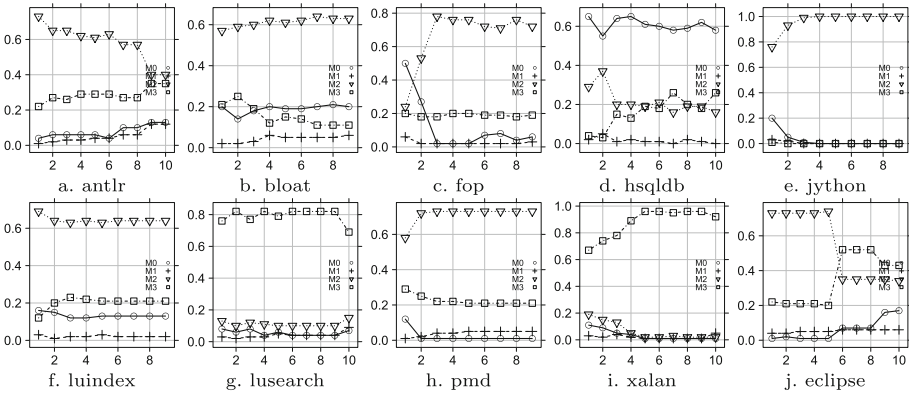 0.6
0.4
0.2
0.0
M0
M1
M2
M3
2 4 6 8 10
a. antlr
0.6
0.4
0.2
0.0
M0
M1
M2
M3
2 4 6 8 10
b. bloat
0.8
0.6
0.4
0.2
0.0
M0
M1
M2
M3
2 4 6 8
c. fop
0.6
0.4
0.2
0.0
M0
M1
M2
M3
2 4 6 8 10
d. hsqldb
1.0
0.8
0.6
0.4
0.2
0.0
M0
M1
M2
M3
2 4 6 8
e. jython
0.6
0.4
0.2
0.0
M0
M1
M2
M3
2 4 6 8
f. luindex
0.8
0.6
0.4
0.2
0.0
M0
M1
M2
M3
2 4 6 8 10
g. lusearch
0.6
0.4
0.2
0.0
M0
M1
M2
M3
2 4 6 8
h. pmd
1.0
0.8
0.6
0.4
0.2
0.0
M0
M1
M2
M3
2 4 6 8 10
i. xalan
0.6
0.4
0.2
0.0
M0
M1
M2
M3
2 4 6 8 10
j. eclipse